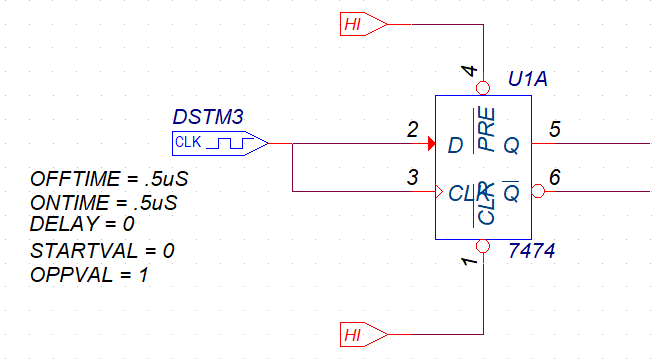 HI
4
U1A
DSTM3
CLK
2
D
PRE
Q
5
3
CLK
CLR
Q
6
OFFTIME = .5uS
ONTIME = .5uS
DELAY = 0
STARTVAL = 0
OPPVAL = 1
1
7474
HI